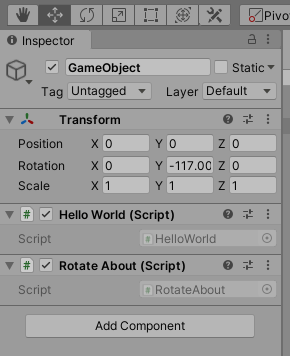 Pivo
Inspector
GameObject Static
Tag Untagged Layer Default
Transform
Position X 0 Y 0 Z 0
Rotation X 0 Y -117.00 Z 0
Scale X 1 Y 1 Z 1
# Hello World (Script)
Script # HelloWorld
# Rotate About (Script)
Script # RotateAbout
Add Component